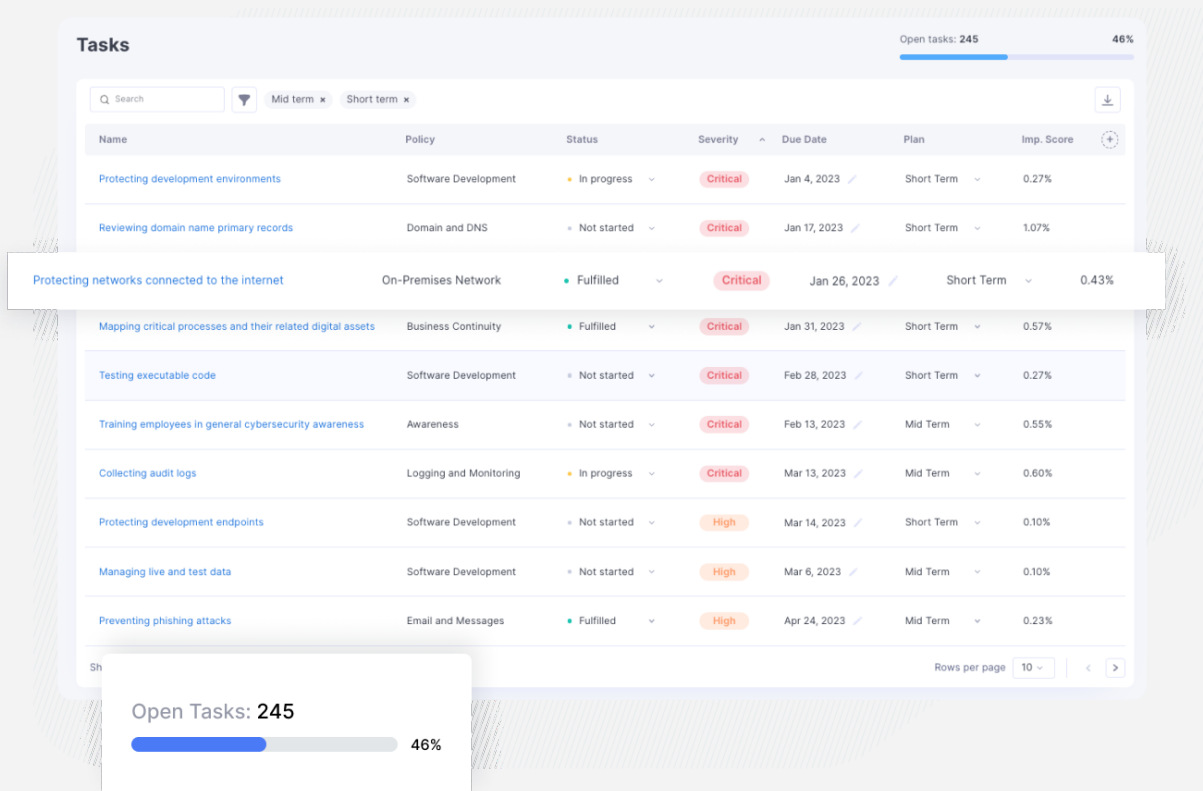 Tasks
Open tasks: 245 46%
Search Mid term × Short term ×
Name Policy Status Severity Due Date Plan Imp. Score
Protecting development environments Software Development In progress Critical Jan 4, 2023 Short Term 0.27%
Reviewing domain name primary records Domain and DNS Not started Critical Jan 17, 2023 Short Term 1.07%
Protecting networks connected to the internet On-Premises Network Fulfilled Critical Jan 26, 2023 Short Term 0.43%
Mapping critical processes and their related digital assets Business Continuity Fulfilled Critical Jan 31, 2023 Short Term 0.57%
Testing executable code Software Development Not started Critical Feb 28, 2023 Short Term 0.27%
Training employees in general cybersecurity awareness Awareness Not started Critical Feb 13, 2023 Mid Term 0.55%
Collecting audit logs Logging and Monitoring In progress Critical Mar 13, 2023 Mid Term 0.60%
Protecting development endpoints Software Development Not started High Mar 14, 2023 Short Term 0.10%
Managing live and test data Software Development Not started High Mar 6, 2023 Mid Term 0.10%
Preventing phishing attacks Email and Messages Fulfilled High Apr 24, 2023 Mid Term 0.23%
Rows per page 10
Open Tasks: 245
46%